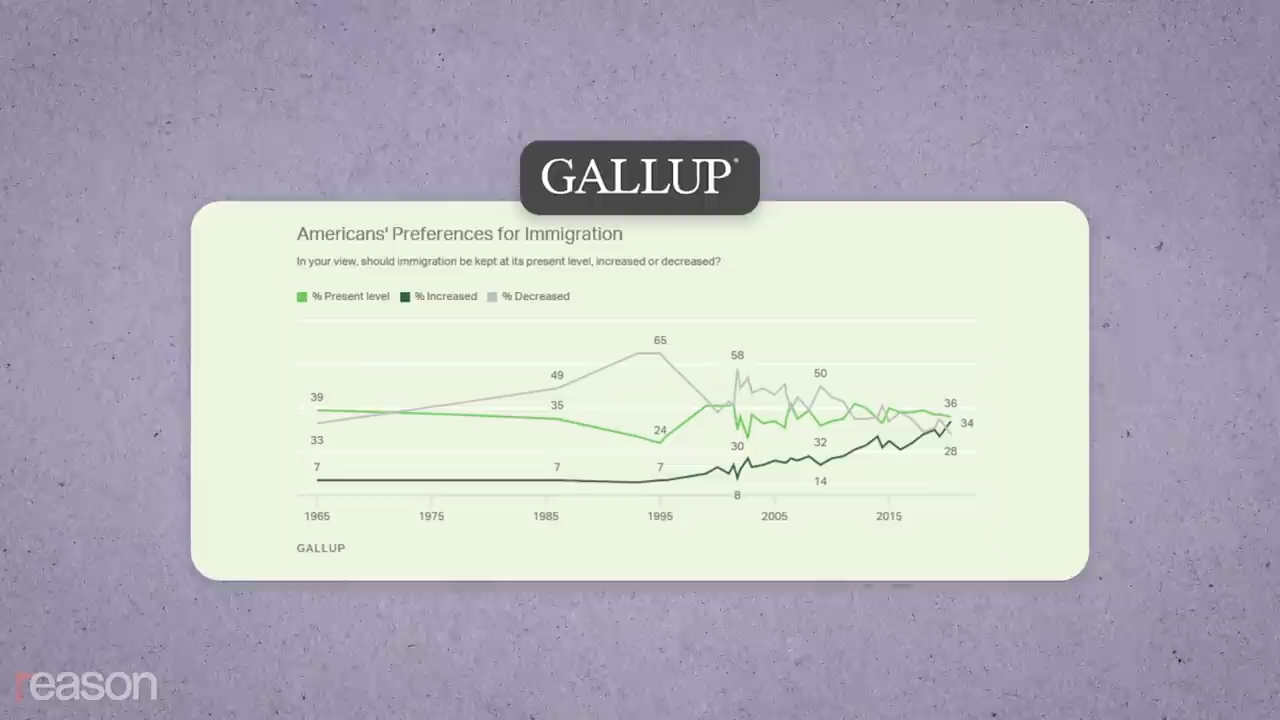 GALLUP®
Americans' Preferences for Immigration
In your view, should immigration be kept at its present level, increased or decreased?
% Present level % Increased % Decreased
65
58
49
50
39
35
36
34
33
24
30
32
28
7
7
7
8
14
1965 1975 1985 1995 2005 2015
GALLUP
reason